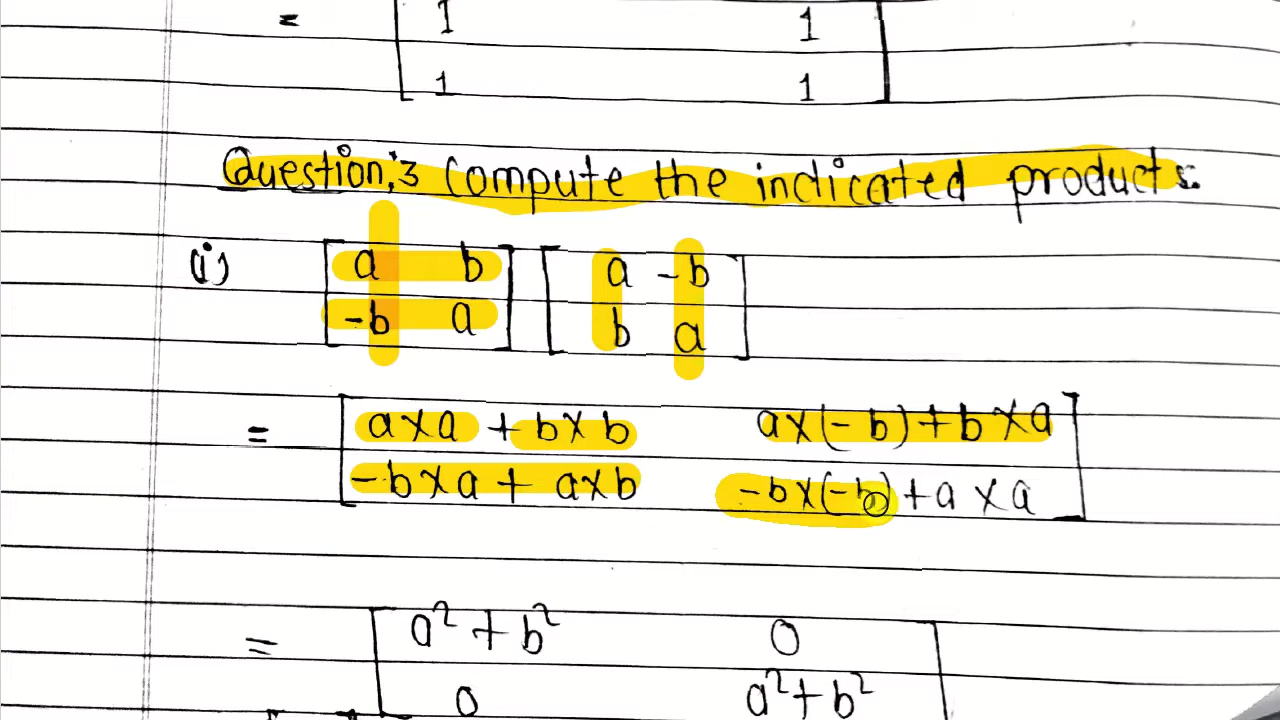 = 1 1
1 1
Question:3 Compute the indicated products.
(i) [a b] [a -b]
[-b a] [b a]
= [a×a + b×b a×(-b)+b×a]
[-b×a + a×b -b×(-b)+a×a]
= [a²+b² 0
0 a²+b²